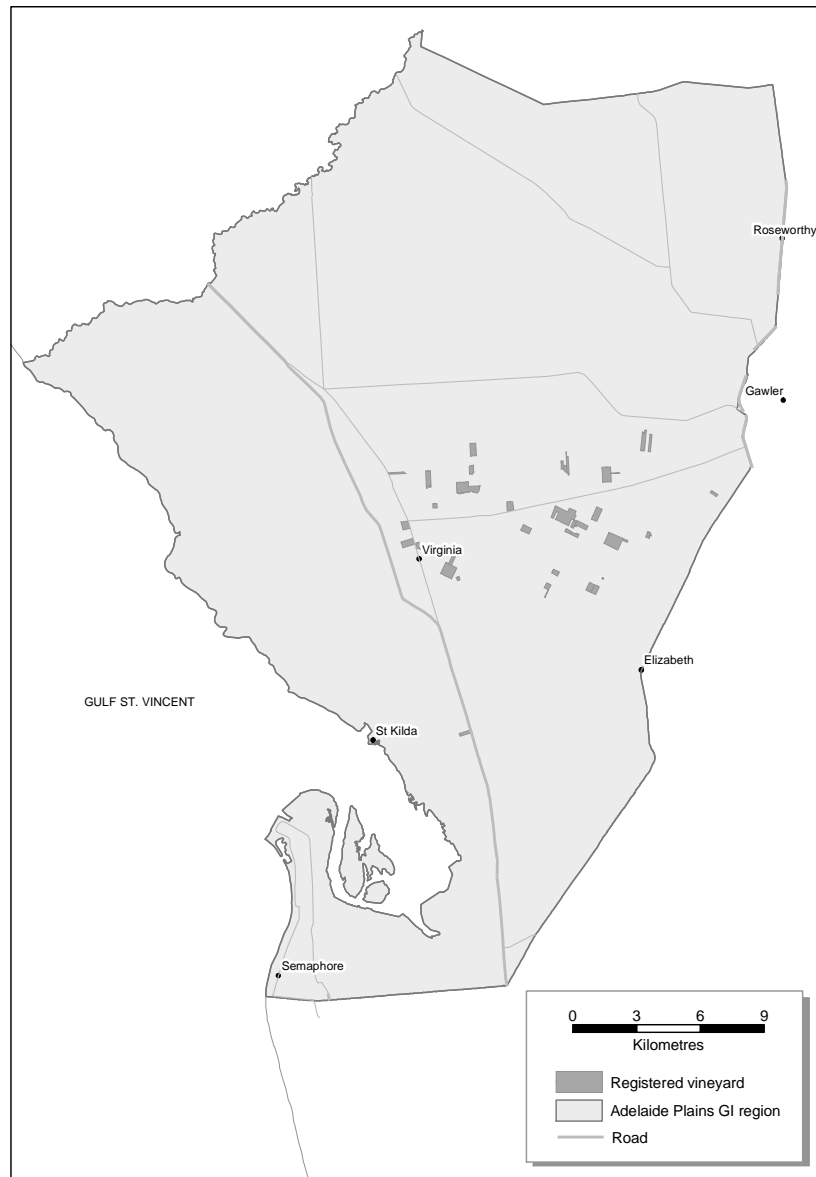 Roseworthy
Gawler
Virginia
Elizabeth
GULF ST. VINCENT
St Kilda
Semaphore
0 3 6 9
Kilometres
Registered vineyard
Adelaide Plains GI region
Road